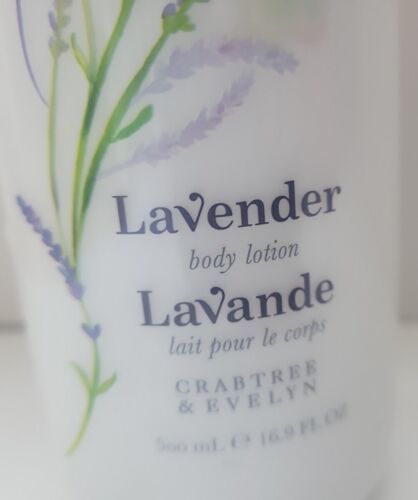 Lavender
body lotion
Lavande
lait pour le corps
CRABTREE
& EVELYN
500 mL ℮ 16.9 FL OZ